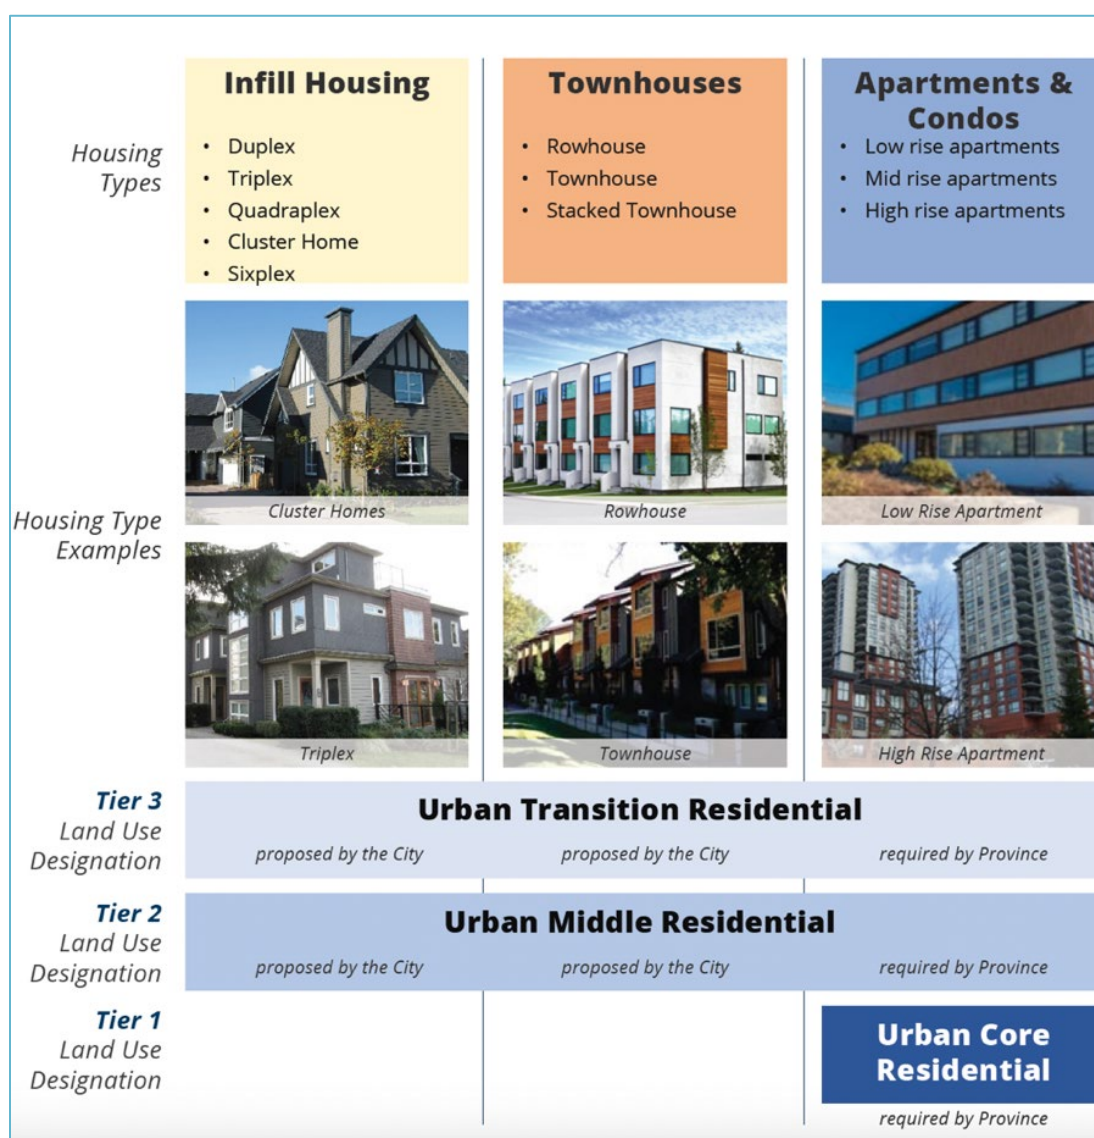 Infill Housing
Townhouses
Apartments &
Condos
Housing
Types
• Duplex
• Triplex
• Quadraplex
• Cluster Home
• Sixplex
• Rowhouse
• Townhouse
• Stacked Townhouse
• Low rise apartments
• Mid rise apartments
• High rise apartments
Housing Type
Examples
Cluster Homes
Rowhouse
Low Rise Apartment
Triplex
Townhouse
High Rise Apartment
Tier 3
Land Use
Designation
Urban Transition Residential
proposed by the City
proposed by the City
required by Province
Tier 2
Land Use
Designation
Urban Middle Residential
proposed by the City
proposed by the City
required by Province
Tier 1
Land Use
Designation
Urban Core
Residential
required by Province